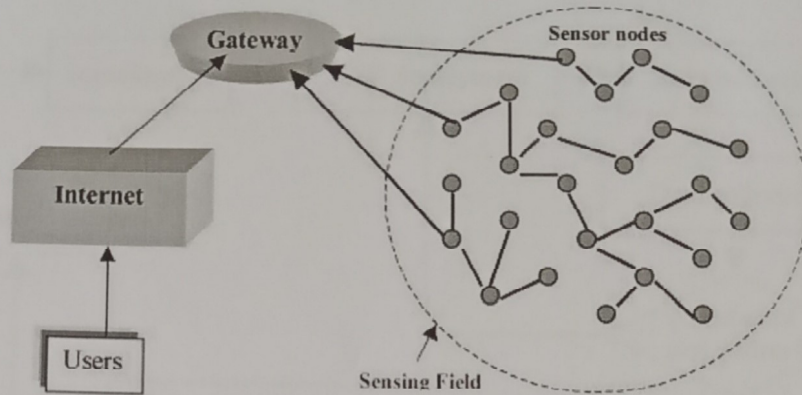 Gateway
Sensor nodes
Internet
Users
Sensing Field